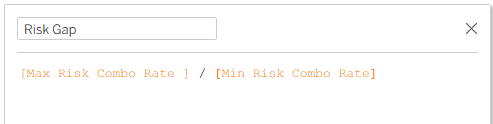 Risk Gap
[Max Risk Combo Rate ] / [Min Risk Combo Rate]